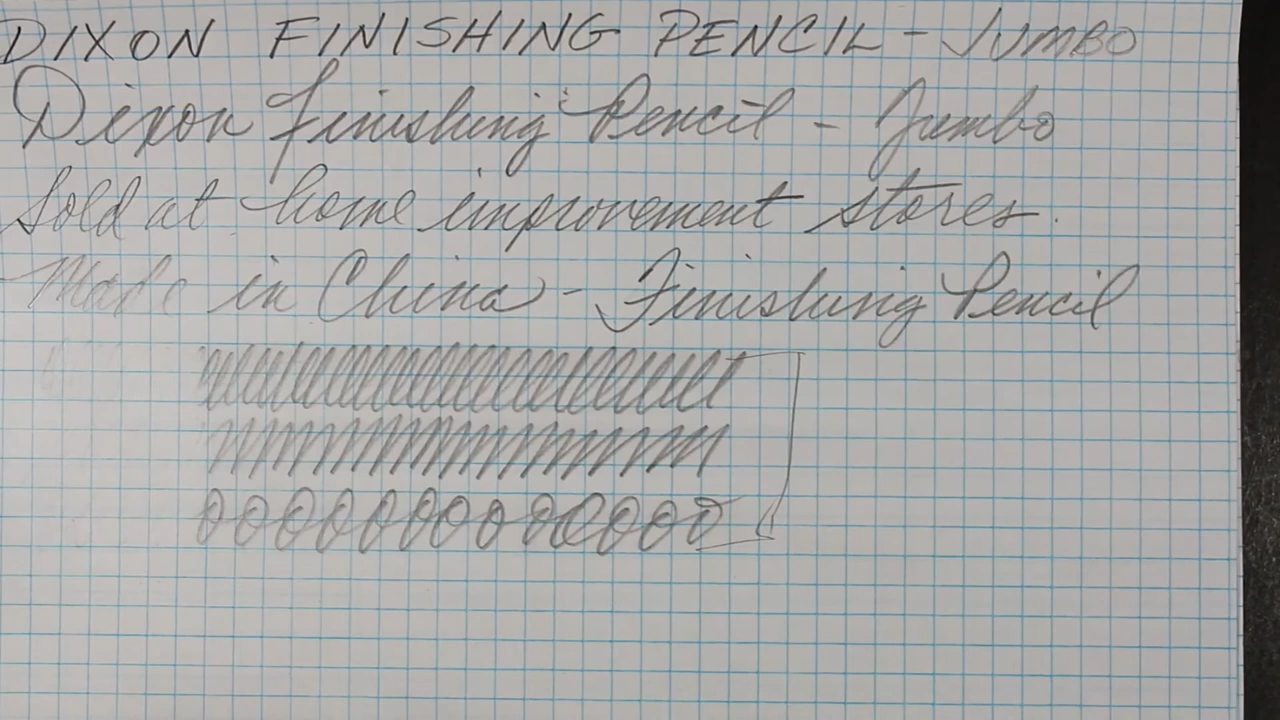 DIXON FINISHING PENCIL - JUMBO
Dixon Finishing Pencil - Jumbo
Sold at home improvement stores.
Made in China - Finishing Pencil